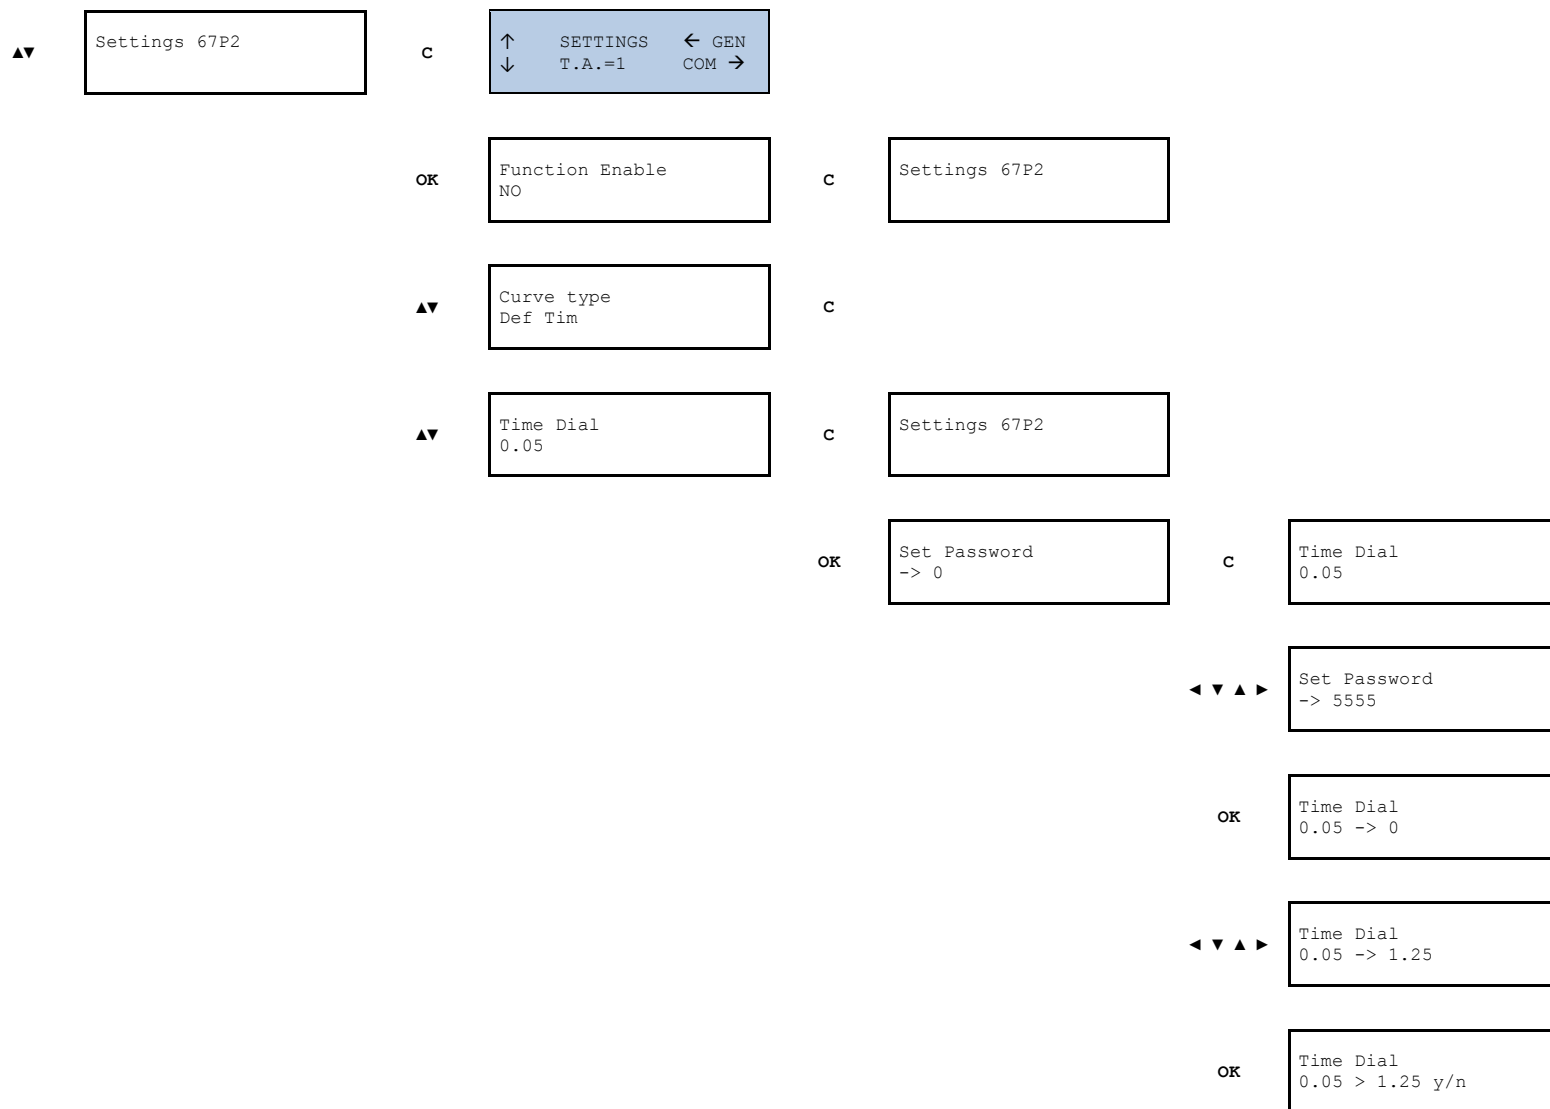 ▲▼
Settings 67P2
C
↑ SETTINGS ← GEN
↓ T.A.=1 COM →
OK
Function Enable
NO
C
Settings 67P2
▲▼
Curve type
Def Tim
C
▲▼
Time Dial
0.05
C
Settings 67P2
OK
Set Password
-> 0
C
Time Dial
0.05
◄ ▼ ▲ ►
Set Password
-> 5555
OK
Time Dial
0.05 -> 0
◄ ▼ ▲ ►
Time Dial
0.05 -> 1.25
OK
Time Dial
0.05 > 1.25 y/n